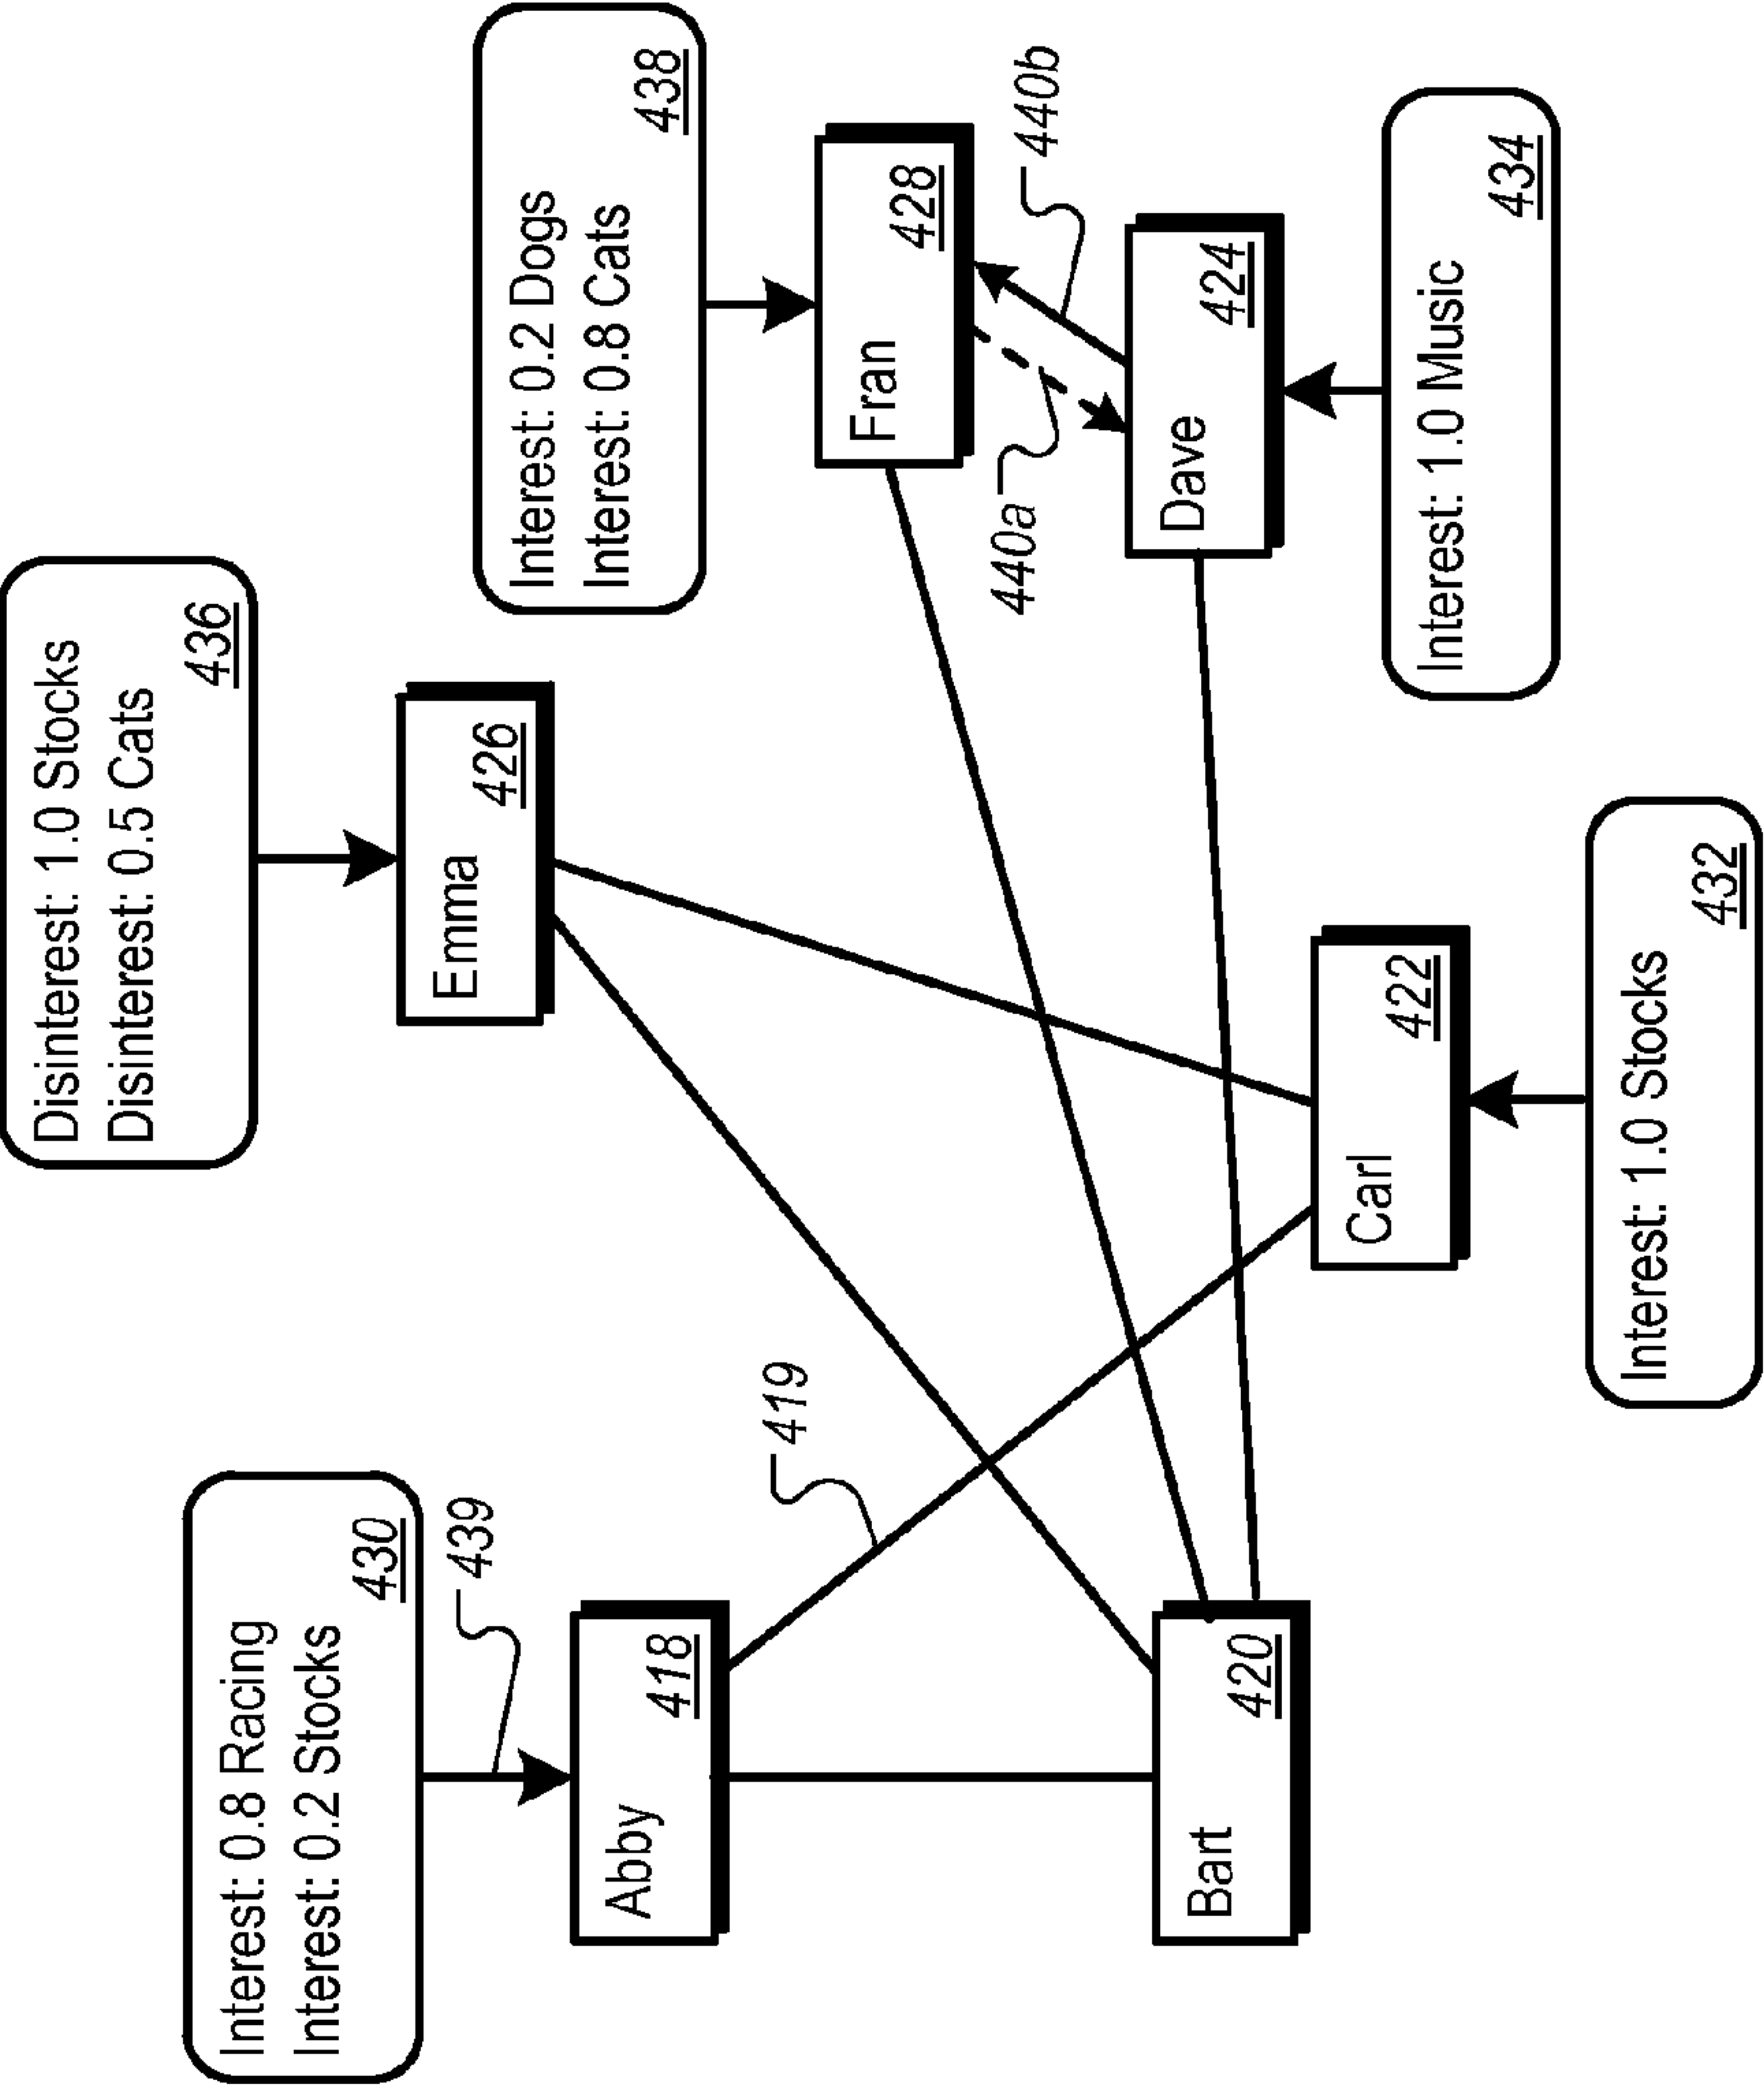 Disinterest: 1.0 Stocks
Disinterest: 0.5 Cats
436
Interest: 0.8 Racing
Interest: 0.2 Stocks
430
439
Interest: 0.2 Dogs
Interest: 0.8 Cats
438
Emma
426
Abby
418
419
Fran
428
440a
440b
Bart
420
Carl
422
Dave
424
Interest: 1.0 Stocks
432
Interest: 1.0 Music
434